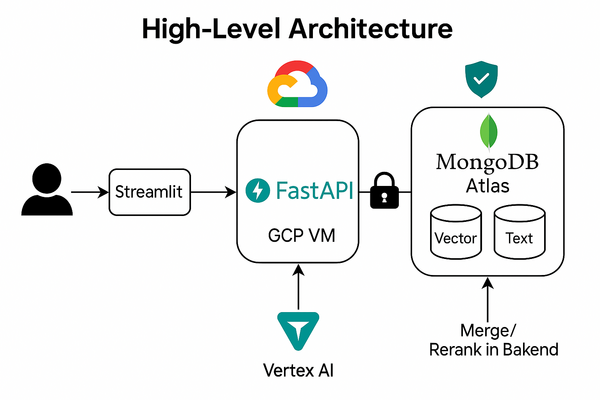 High-Level Architecture
Streamlit
FastAPI
GCP VM
MongoDB
Atlas
Vector
Text
Vertex AI
Merge/
Rerank in Bakend